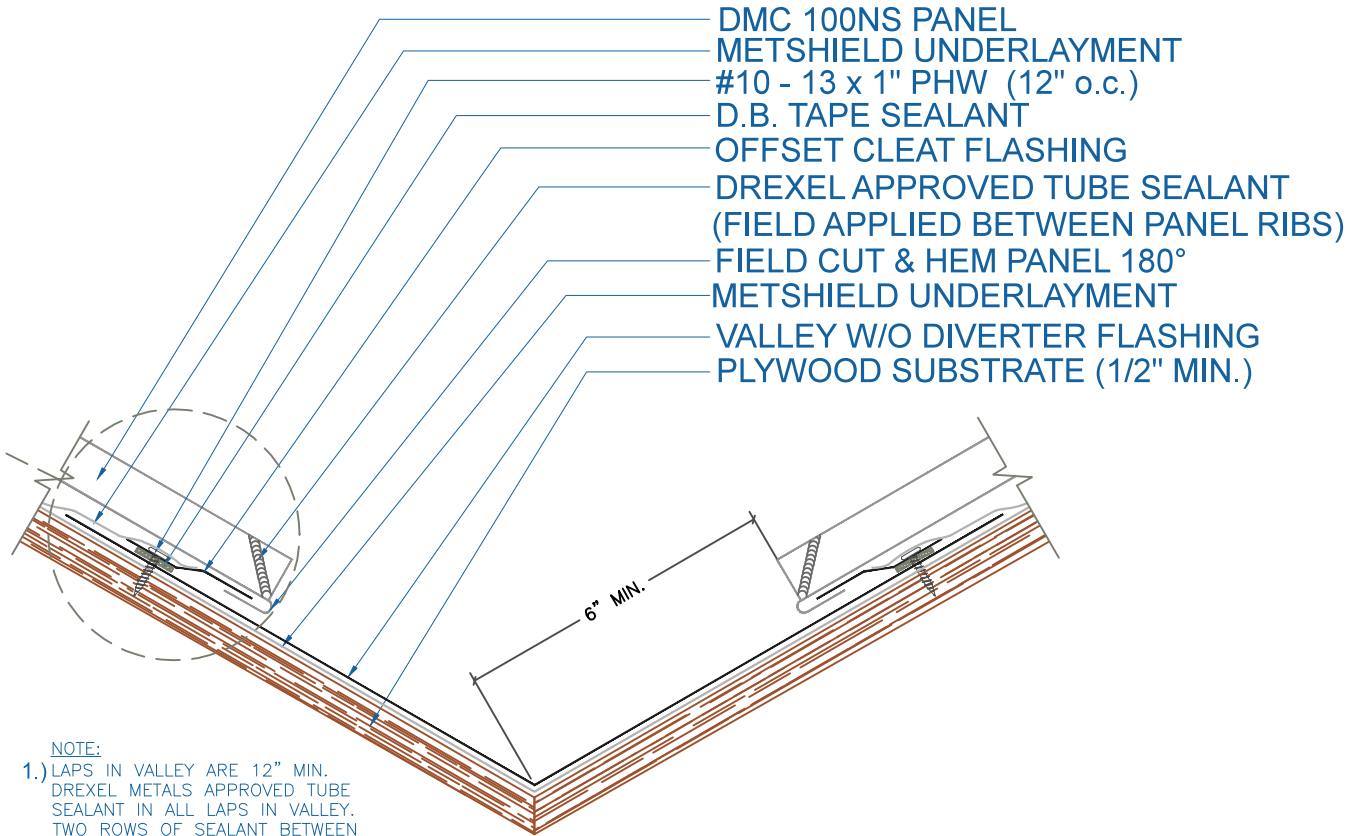 DMC 100NS PANEL
METSHIELD UNDERLAYMENT
#10 - 13 x 1" PHW (12" o.c.)
D.B. TAPE SEALANT
OFFSET CLEAT FLASHING
DREXEL APPROVED TUBE SEALANT
(FIELD APPLIED BETWEEN PANEL RIBS)
FIELD CUT & HEM PANEL 180°
METSHIELD UNDERLAYMENT
VALLEY W/O DIVERTER FLASHING
PLYWOOD SUBSTRATE (1/2" MIN.)
6" MIN.
NOTE:
1.) LAPS IN VALLEY ARE 12" MIN.
DREXEL METALS APPROVED TUBE
SEALANT IN ALL LAPS IN VALLEY.
TWO ROWS OF SEALANT BETWEEN